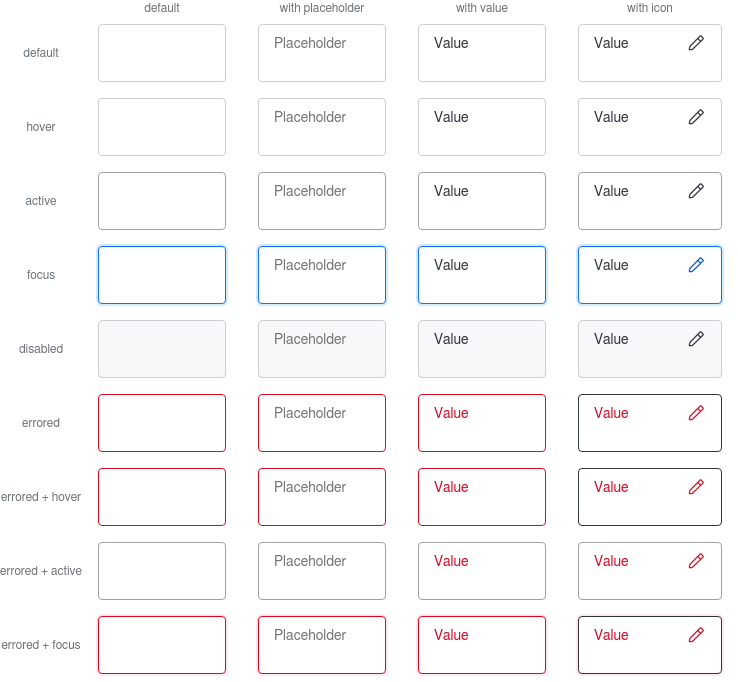 default with placeholder with value with icon
default Placeholder Value Value
hover Placeholder Value Value
active Placeholder Value Value
focus Placeholder Value Value
disabled Placeholder Value Value
errored Placeholder Value Value
errored + hover Placeholder Value Value
errored + active Placeholder Value Value
errored + focus Placeholder Value Value